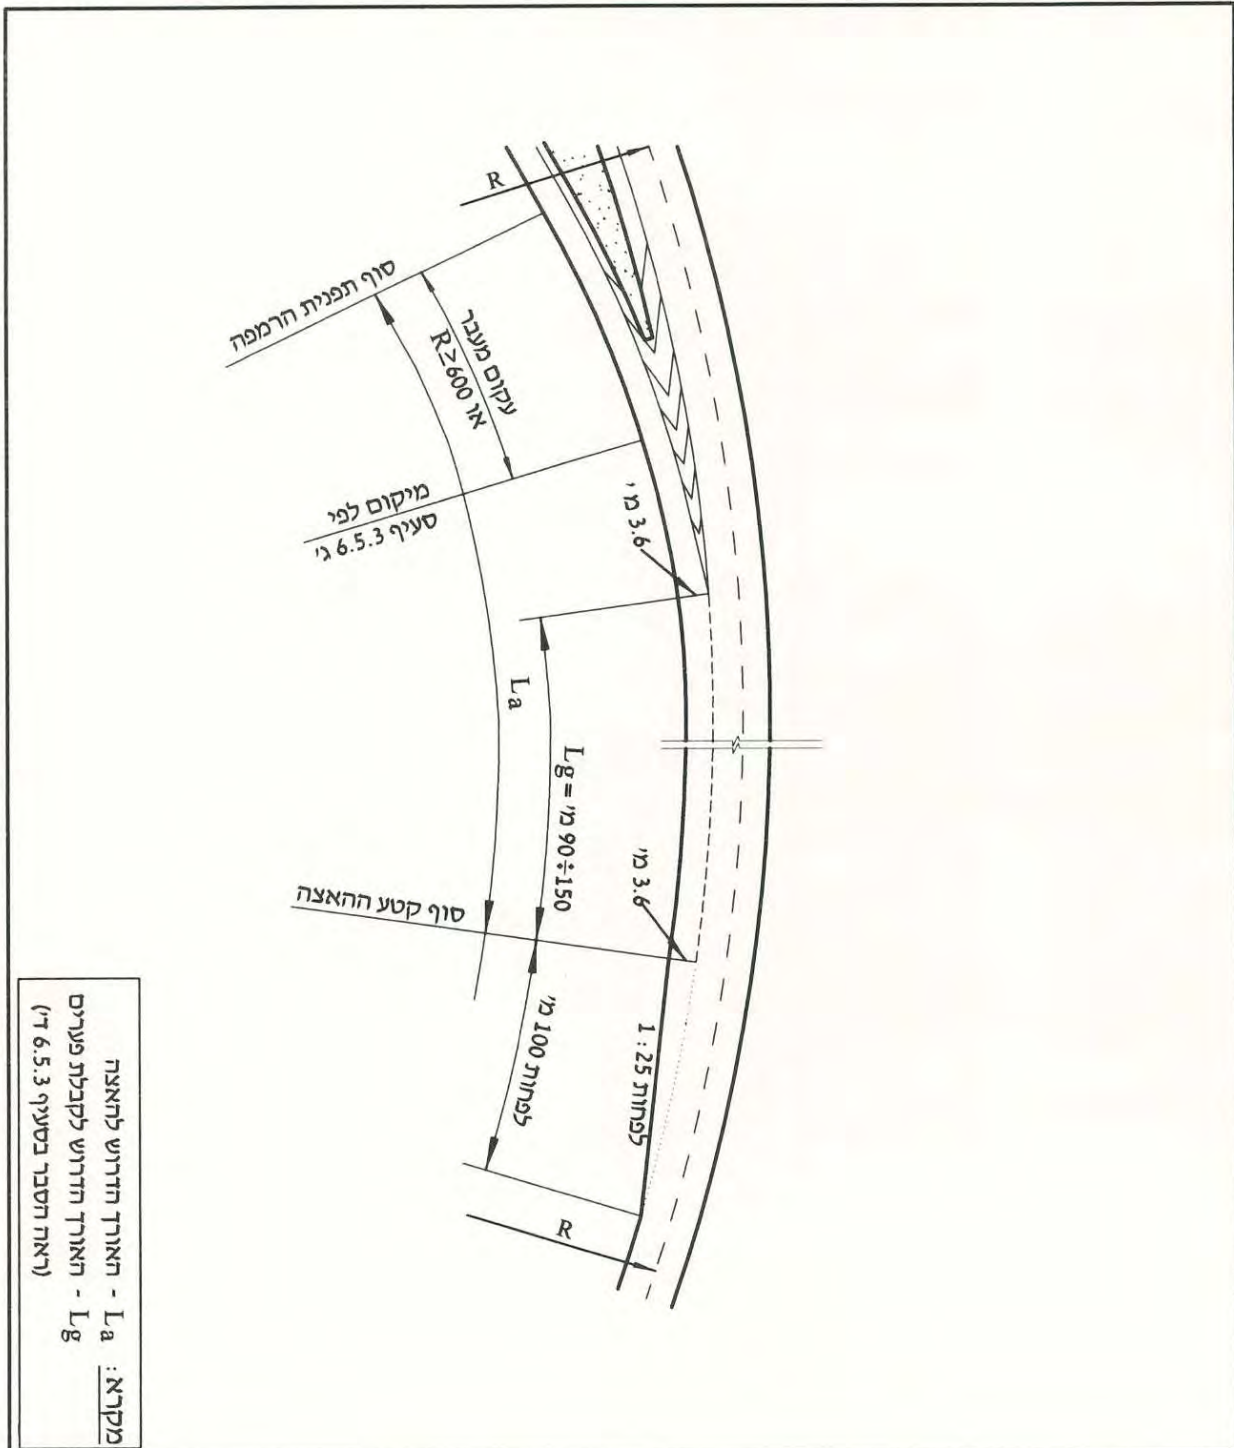 R
סוף תפנית הרמפה
עקום מעבר
או R≥600
מיקום לפי
סעיף 6.5.3 ג'
3.6 מ'
La
Lg = 90÷150 מ'
3.6 מ'
סוף קטע ההאצה
לפחות 100 מ'
לפחות 1 : 25
R
מקרא: La - האורך הדרוש להאצה
Lg - האורך הדרוש לקבלת פערים
(ראה הסבר בסעיף 6.5.3 ד')